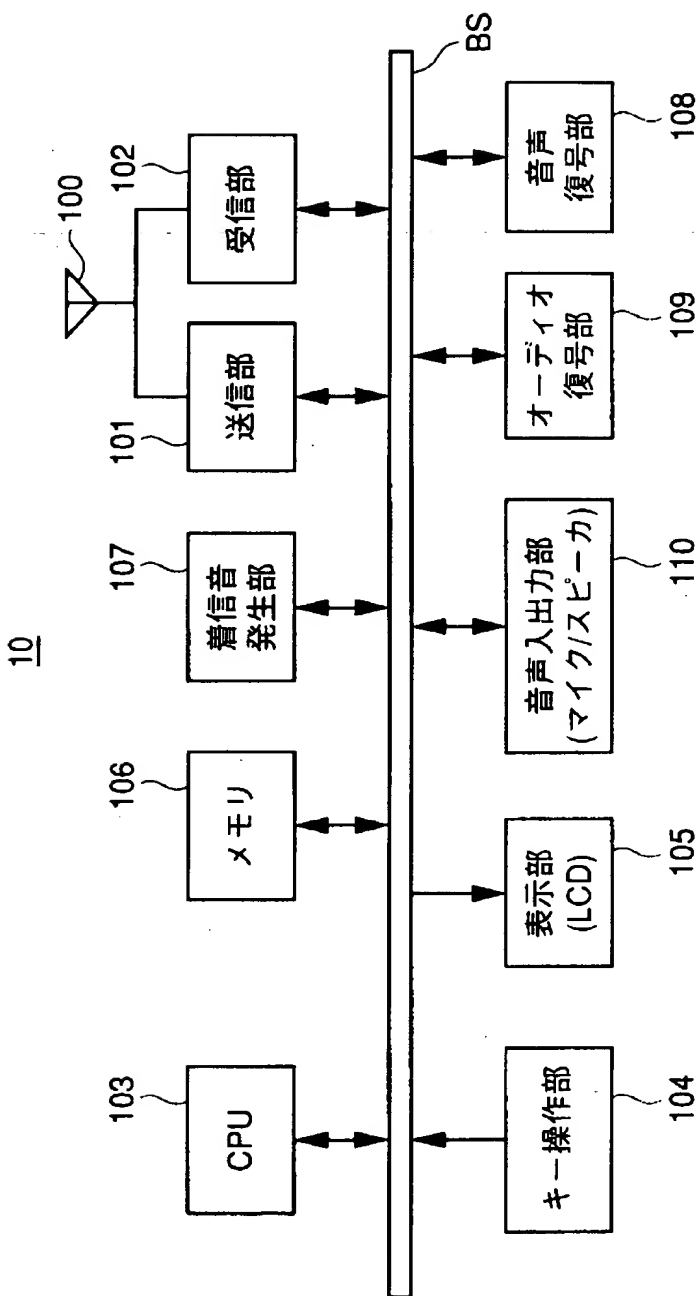 10
100
103
CPU
106
メモリ
107
着信音
発生部
101
送信部
102
受信部
BS
キー操作部
104
表示部
(LCD)
105
音声入出力部
(マイク/スピーカ)
110
オーディオ
復号部
109
音声
復号部
108